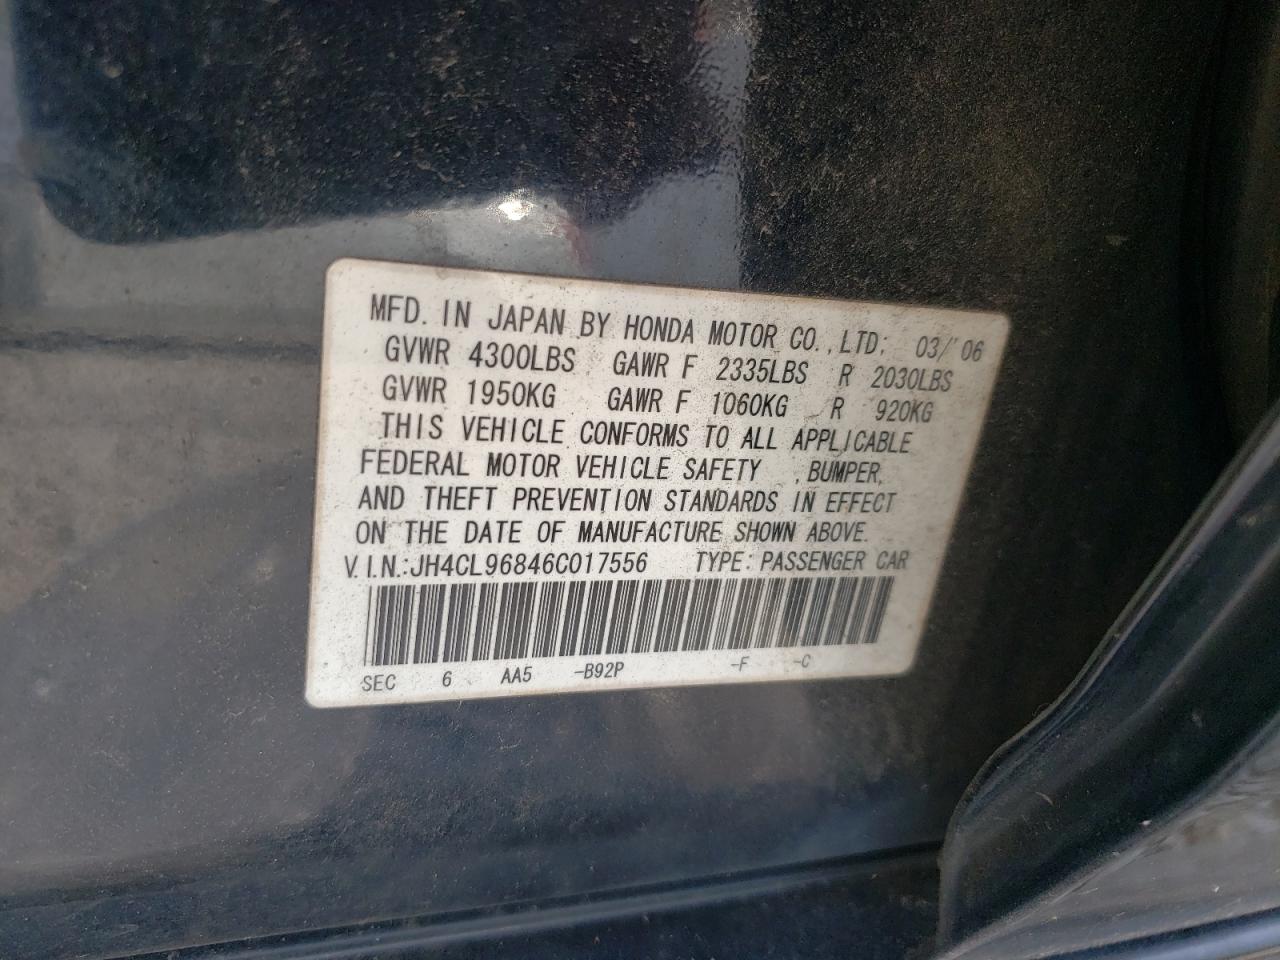 MFD. IN JAPAN BY HONDA MOTOR CO.,LTD; 03/'06
GVWR 4300LBS GAWR F 2335LBS R 2030LBS
GVWR 1950KG GAWR F 1060KG R 920KG
THIS VEHICLE CONFORMS TO ALL APPLICABLE
FEDERAL MOTOR VEHICLE SAFETY ,BUMPER,
AND THEFT PREVENTION STANDARDS IN EFFECT
ON THE DATE OF MANUFACTURE SHOWN ABOVE.
V.I.N.:JH4CL96846C017556 TYPE: PASSENGER CAR
SEC 6 AA5 -B92P -F -C